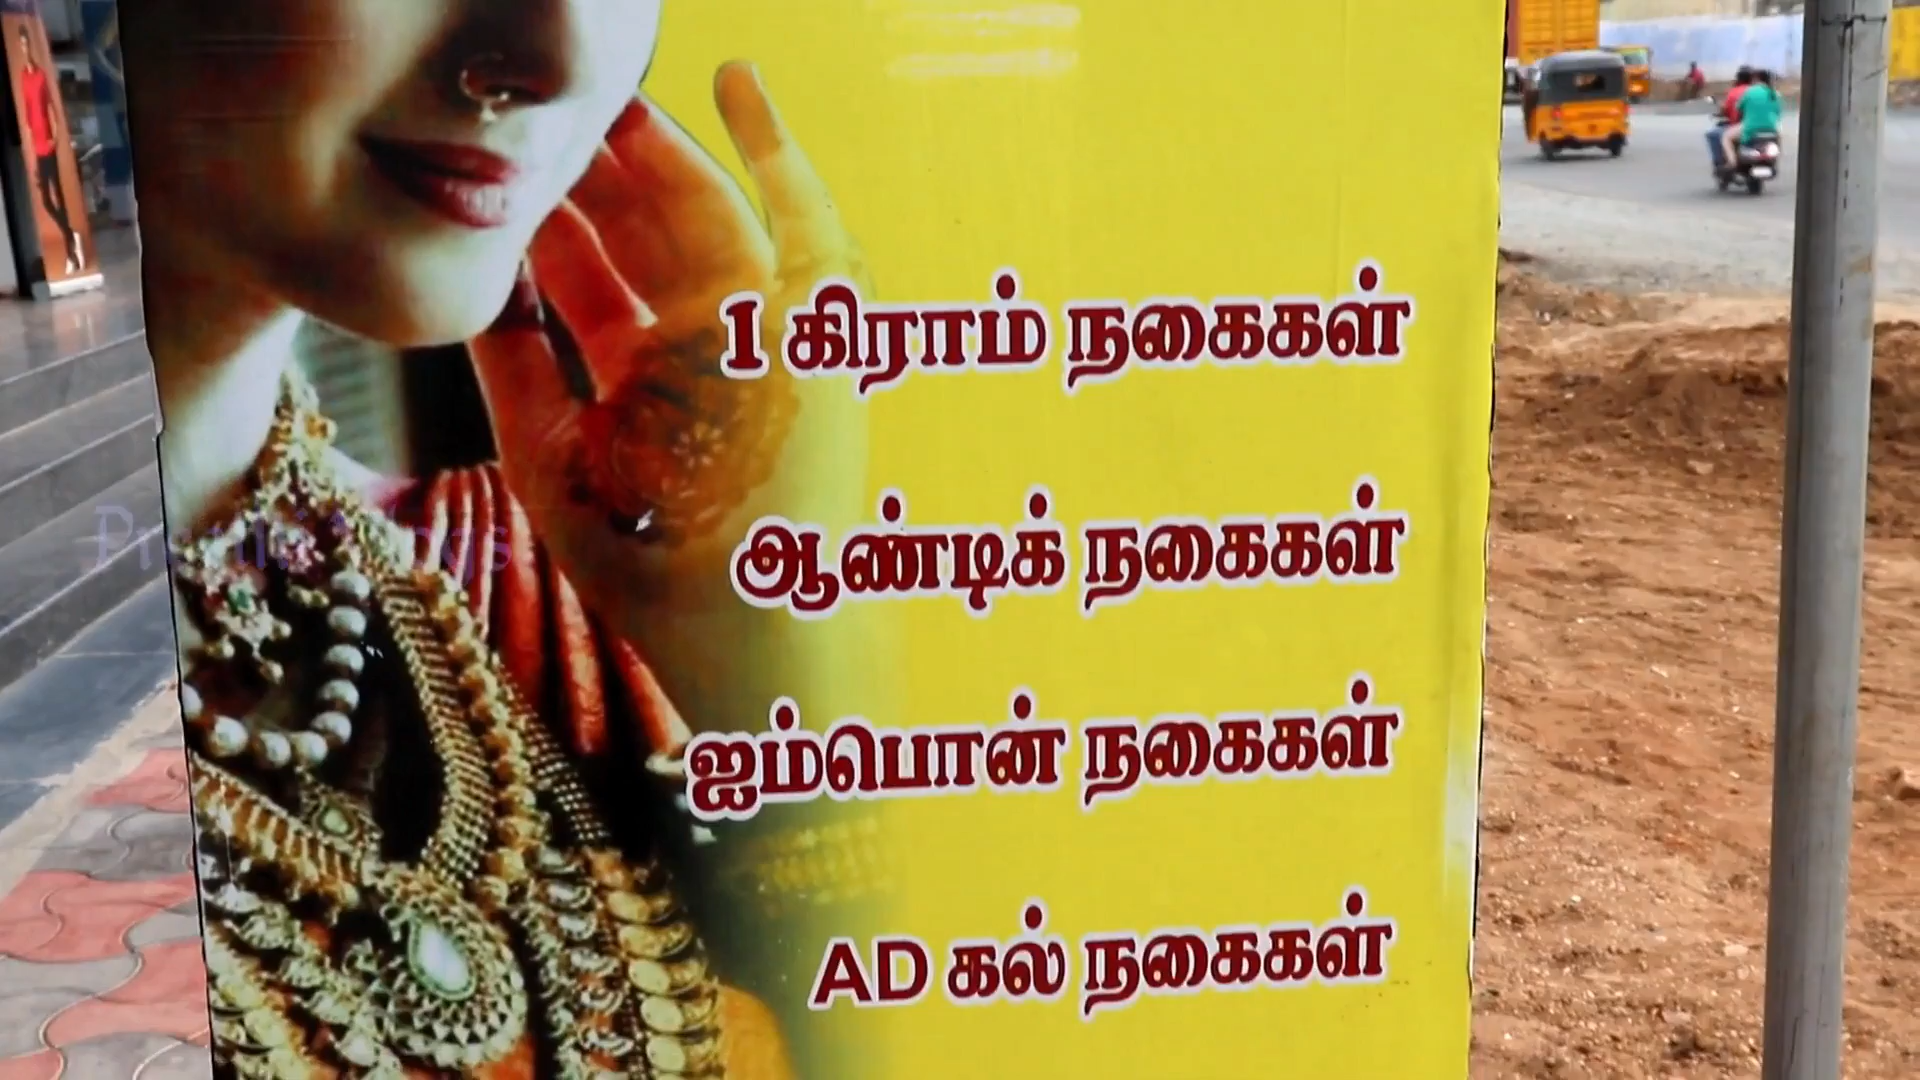 1 கிராம் நகைகள்
ஆண்டிக் நகைகள்
ஐம்பொன் நகைகள்
AD கல் நகைகள்